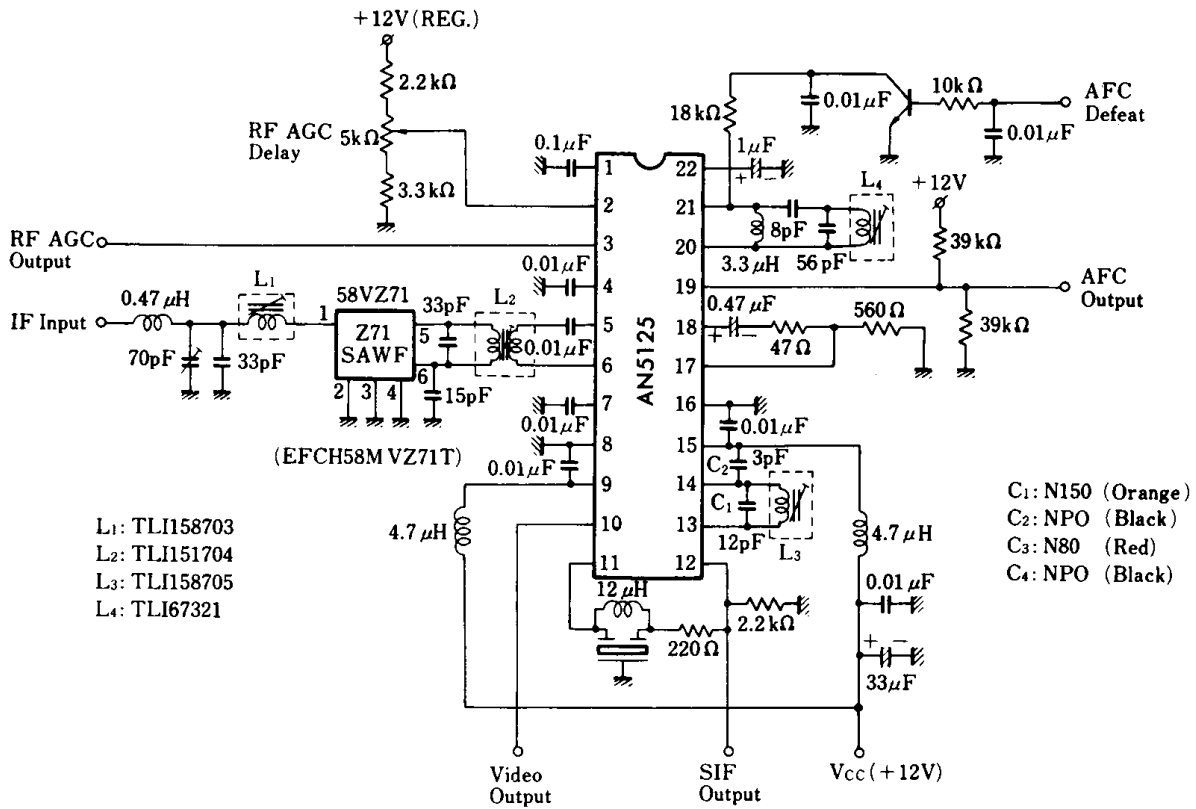 +12V(REG.)
2.2kΩ
RF AGC
Delay
5kΩ
3.3kΩ
RF AGC
Output
IF Input
0.47μH
70pF
33pF
L₁
58VZ71
1
Z71
SAWF
5
6
2
3
4
33pF
15pF
L₂
(EFCH58M VZ71T)
0.1μF
0.01μF
0.01μF
0.01μF
0.01μF
4.7μH
L₁: TLI158703
L₂: TLI151704
L₃: TLI158705
L₄: TLI67321
AN5125
1
2
3
4
5
6
7
8
9
10
11
22
21
20
19
18
17
16
15
14
13
12
12μH
220Ω
2.2kΩ
Video
Output
SIF
Output
Vcc(+12V)
18kΩ
0.01μF
10kΩ
0.01μF
AFC
Defeat
1μF
+ −
8pF
3.3μH
56pF
L₄
+12V
39kΩ
AFC
Output
39kΩ
0.47μF
+ −
47Ω
560Ω
0.01μF
C₂
3pF
C₁
12pF
L₃
4.7μH
0.01μF
+ −
33μF
C₁: N150 (Orange)
C₂: NPO (Black)
C₃: N80 (Red)
C₄: NPO (Black)